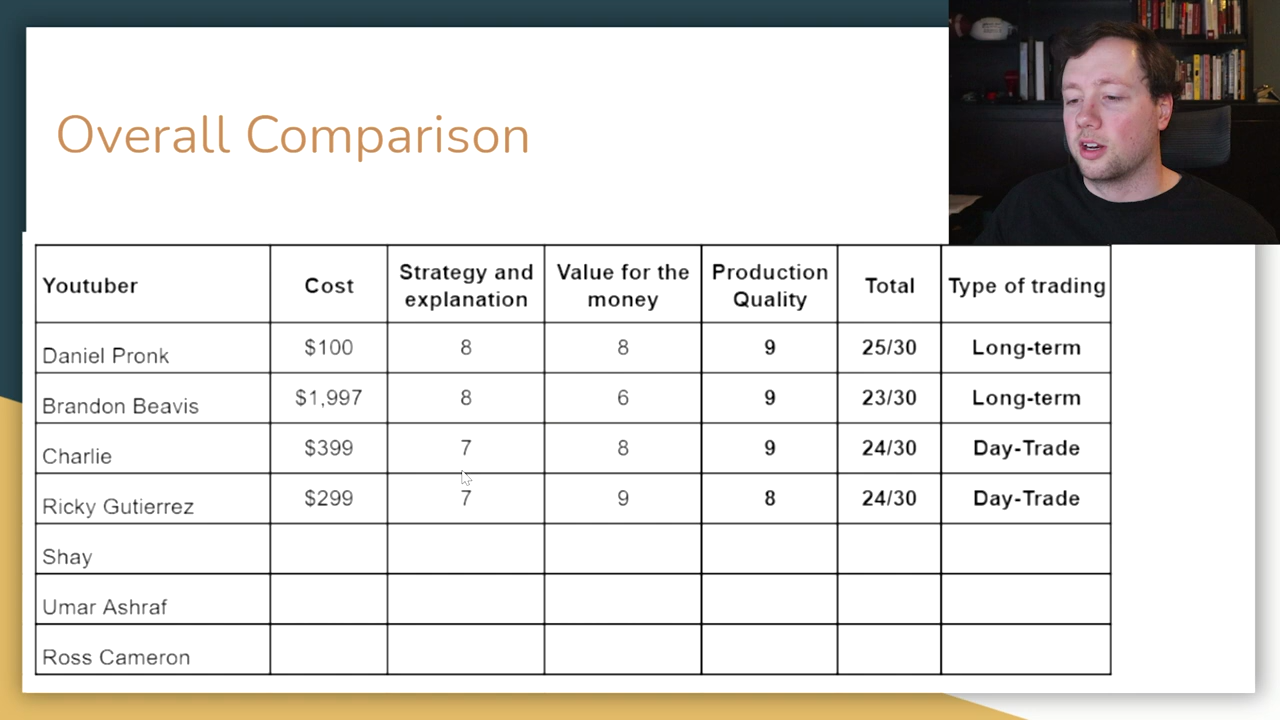 Overall Comparison
Youtuber Cost Strategy and explanation Value for the money Production Quality Total Type of trading
Daniel Pronk $100 8 8 9 25/30 Long-term
Brandon Beavis $1,997 8 6 9 23/30 Long-term
Charlie $399 7 8 9 24/30 Day-Trade
Ricky Gutierrez $299 7 9 8 24/30 Day-Trade
Shay
Umar Ashraf
Ross Cameron